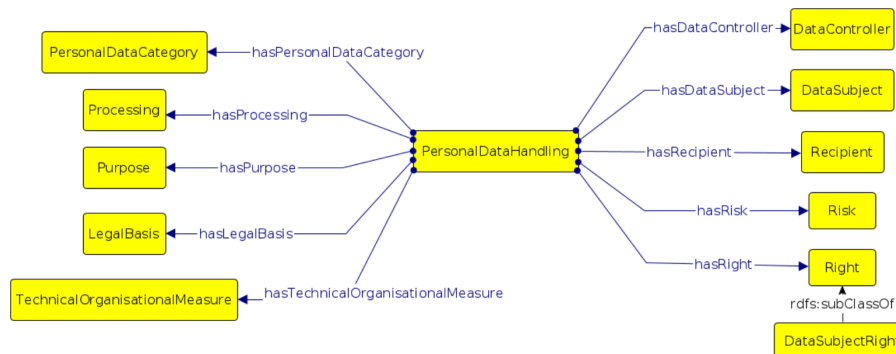 PersonalDataCategory
hasPersonalDataCategory
Processing
hasProcessing
Purpose
hasPurpose
LegalBasis
hasLegalBasis
TechnicalOrganisationalMeasure
hasTechnicalOrganisationalMeasure
PersonalDataHandling
hasDataController
DataController
hasDataSubject
DataSubject
hasRecipient
Recipient
hasRisk
Risk
hasRight
Right
rdfs:subClassOf
DataSubjectRigh